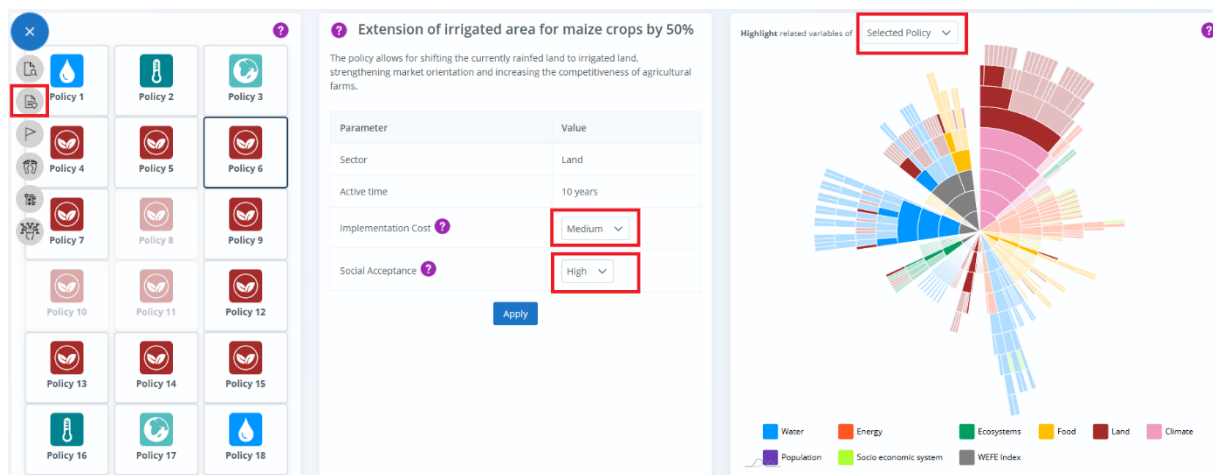 Policy 1
Policy 2
Policy 3
Policy 4
Policy 5
Policy 6
Policy 7
Policy 8
Policy 9
Policy 10
Policy 11
Policy 12
Policy 13
Policy 14
Policy 15
Policy 16
Policy 17
Policy 18
Extension of irrigated area for maize crops by 50%
The policy allows for shifting the currently rainfed land to irrigated land,
strengthening market orientation and increasing the competitiveness of agricultural
farms.
Parameter Value
Sector Land
Active time 10 years
Implementation Cost ? Medium
Social Acceptance ? High
Apply
Highlight related variables of Selected Policy
Water Energy Ecosystems Food Land Climate
Population Socio economic system WEFE Index